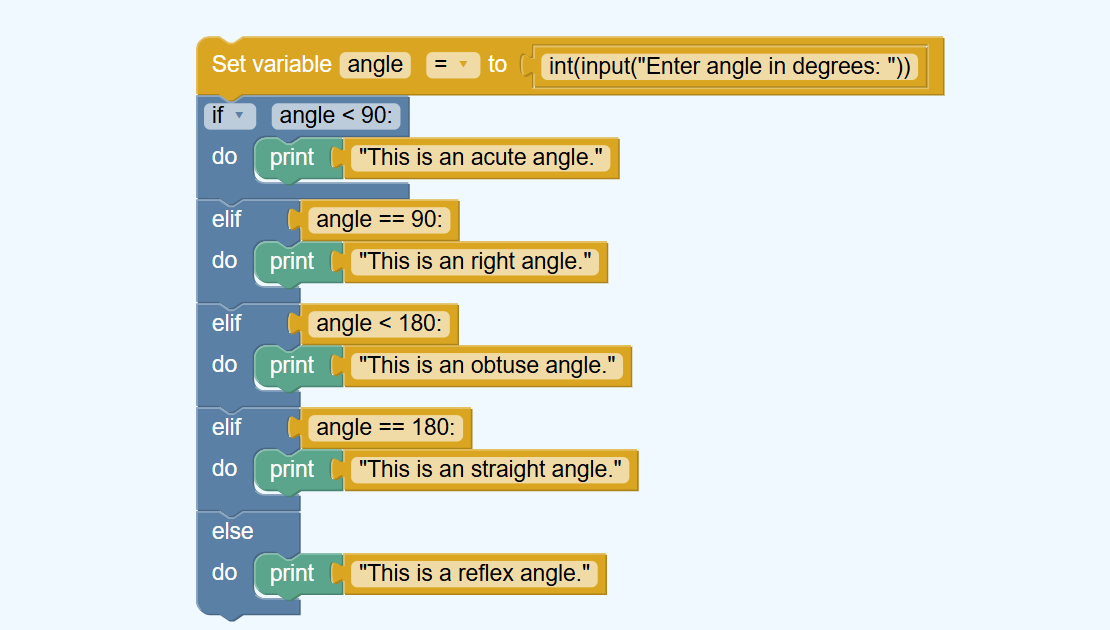 Set variable angle = to int(input("Enter angle in degrees: "))
if angle < 90:
do print "This is an acute angle."
elif angle == 90:
do print "This is an right angle."
elif angle < 180:
do print "This is an obtuse angle."
elif angle == 180:
do print "This is an straight angle."
else
do print "This is a reflex angle."